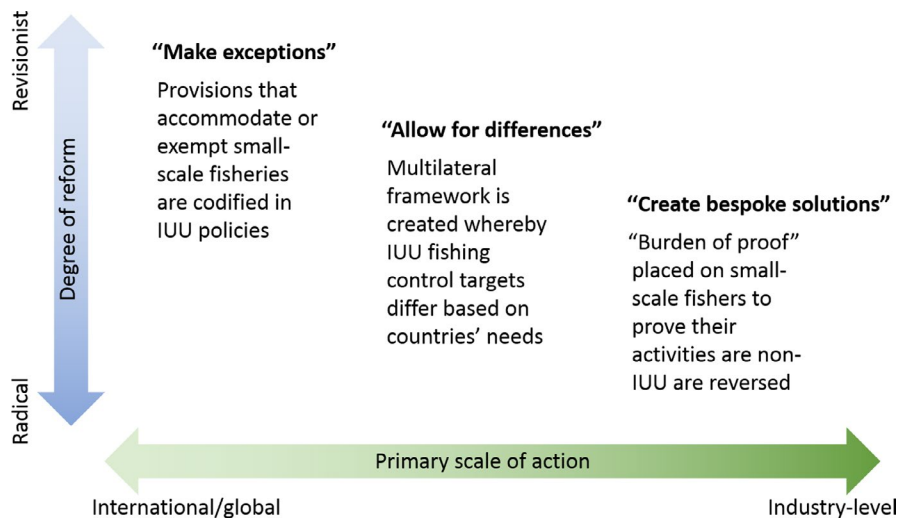 Revisionist
Degree of reform
Radical
“Make exceptions”
Provisions that
accommodate or
exempt small-
scale fisheries
are codified in
IUU policies
“Allow for differences”
Multilateral
framework is
created whereby
IUU fishing
control targets
differ based on
countries’ needs
“Create bespoke solutions”
“Burden of proof”
placed on small-
scale fishers to
prove their
activities are non-
IUU are reversed
Primary scale of action
International/global
Industry-level